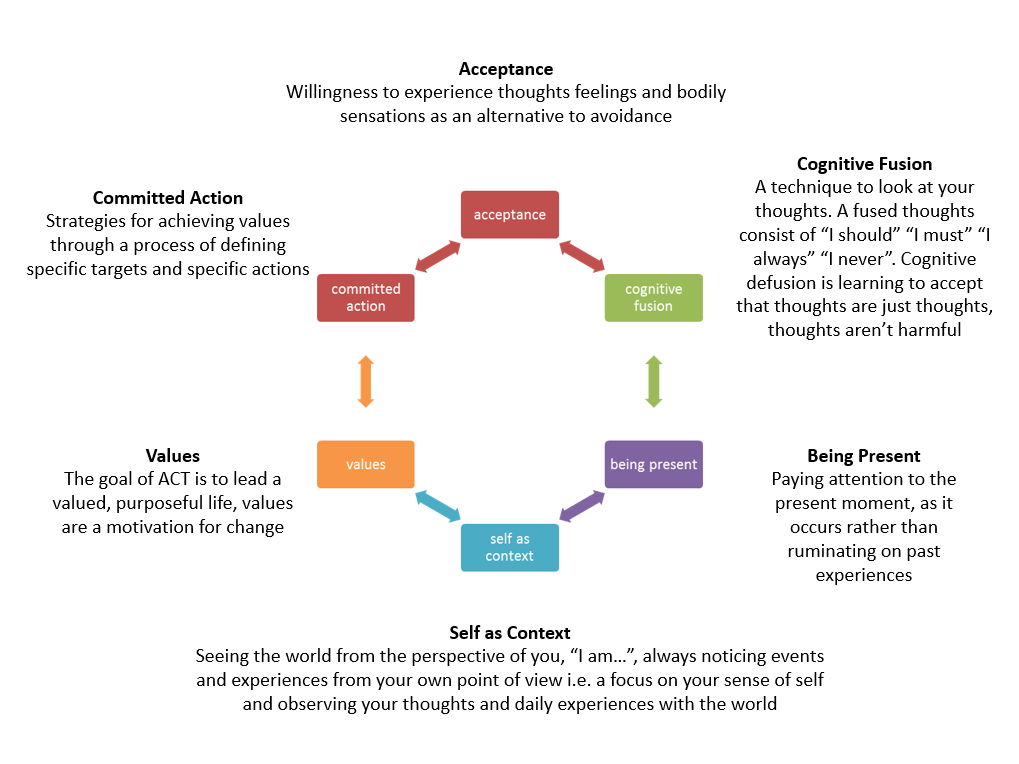 Acceptance
Willingness to experience thoughts feelings and bodily
sensations as an alternative to avoidance
Cognitive Fusion
A technique to look at your
thoughts. A fused thoughts
consist of “I should” “I must” “I
always” “I never”. Cognitive
defusion is learning to accept
that thoughts are just thoughts,
thoughts aren’t harmful
Committed Action
Strategies for achieving values
through a process of defining
specific targets and specific actions
acceptance
committed
action
cognitive
fusion
Values
The goal of ACT is to lead a
valued, purposeful life, values
are a motivation for change
values
being present
Being Present
Paying attention to the
present moment, as it
occurs rather than
ruminating on past
experiences
self as
context
Self as Context
Seeing the world from the perspective of you, “I am…”, always noticing events
and experiences from your own point of view i.e. a focus on your sense of self
and observing your thoughts and daily experiences with the world